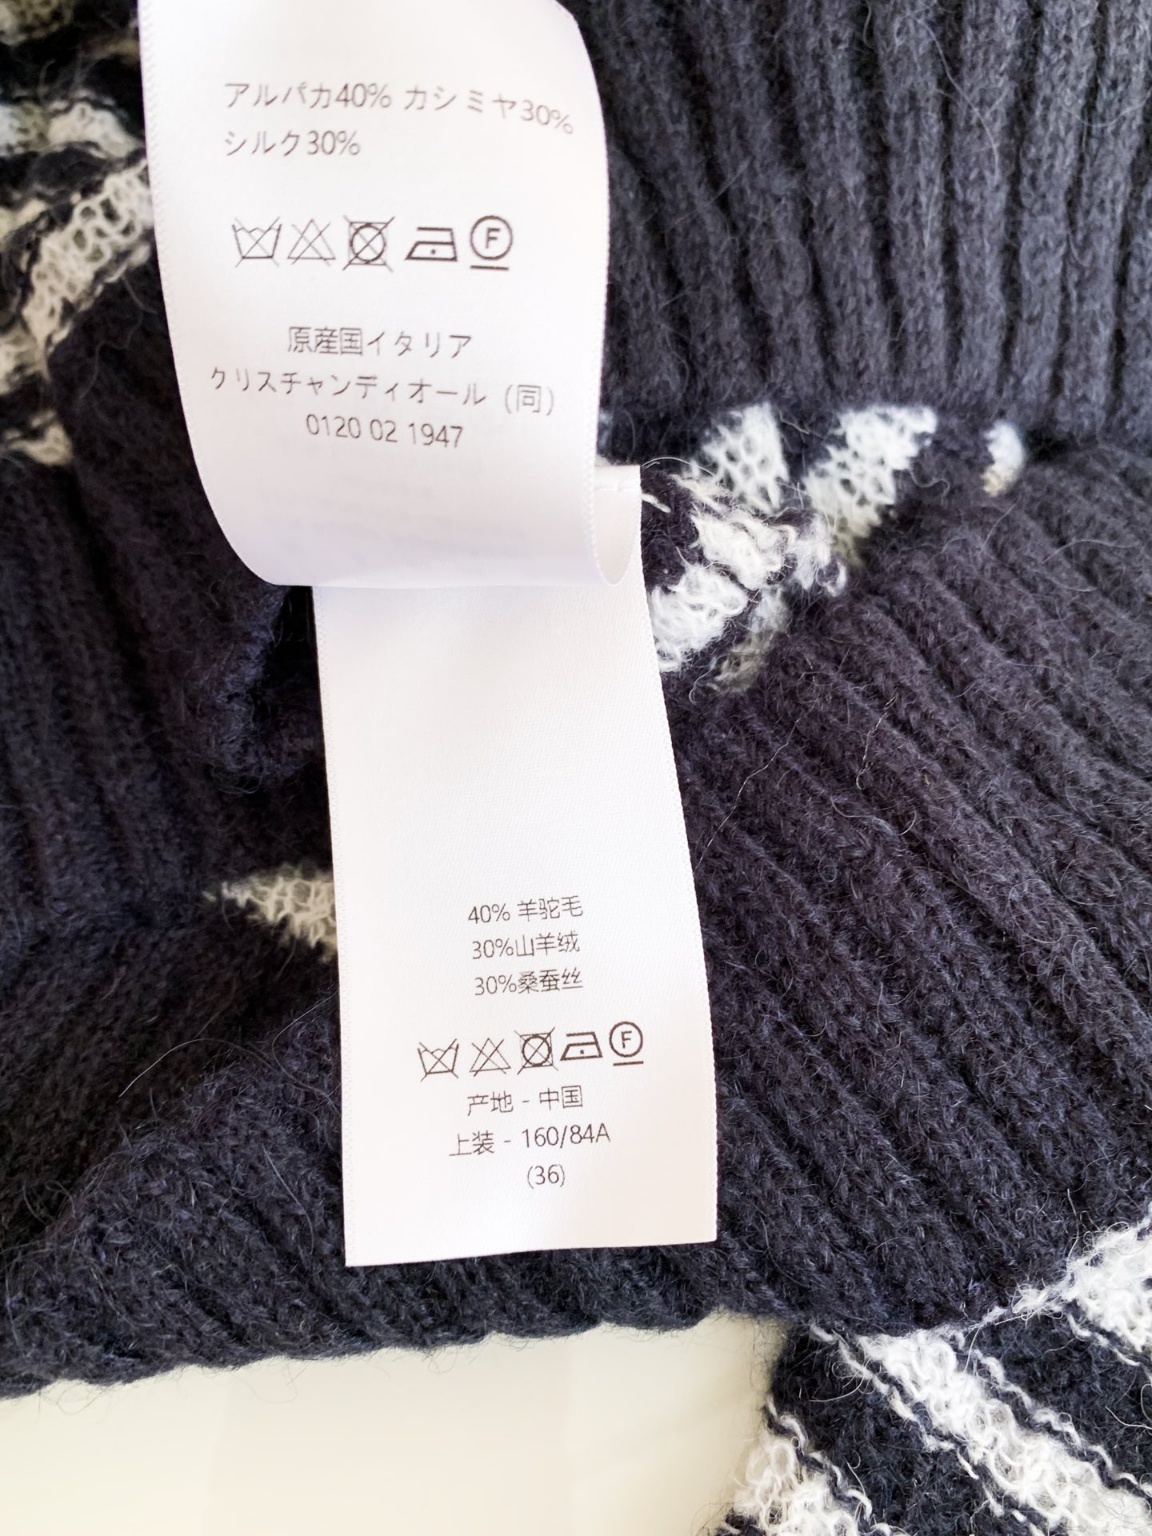 アルパカ40% カシミヤ30%
シルク30%
F
原産国イタリア
クリスチャンディオール (同)
0120 02 1947
40% 羊驼毛
30%山羊绒
30%桑蚕丝
F
产地 - 中国
上装 - 160/84A
(36)